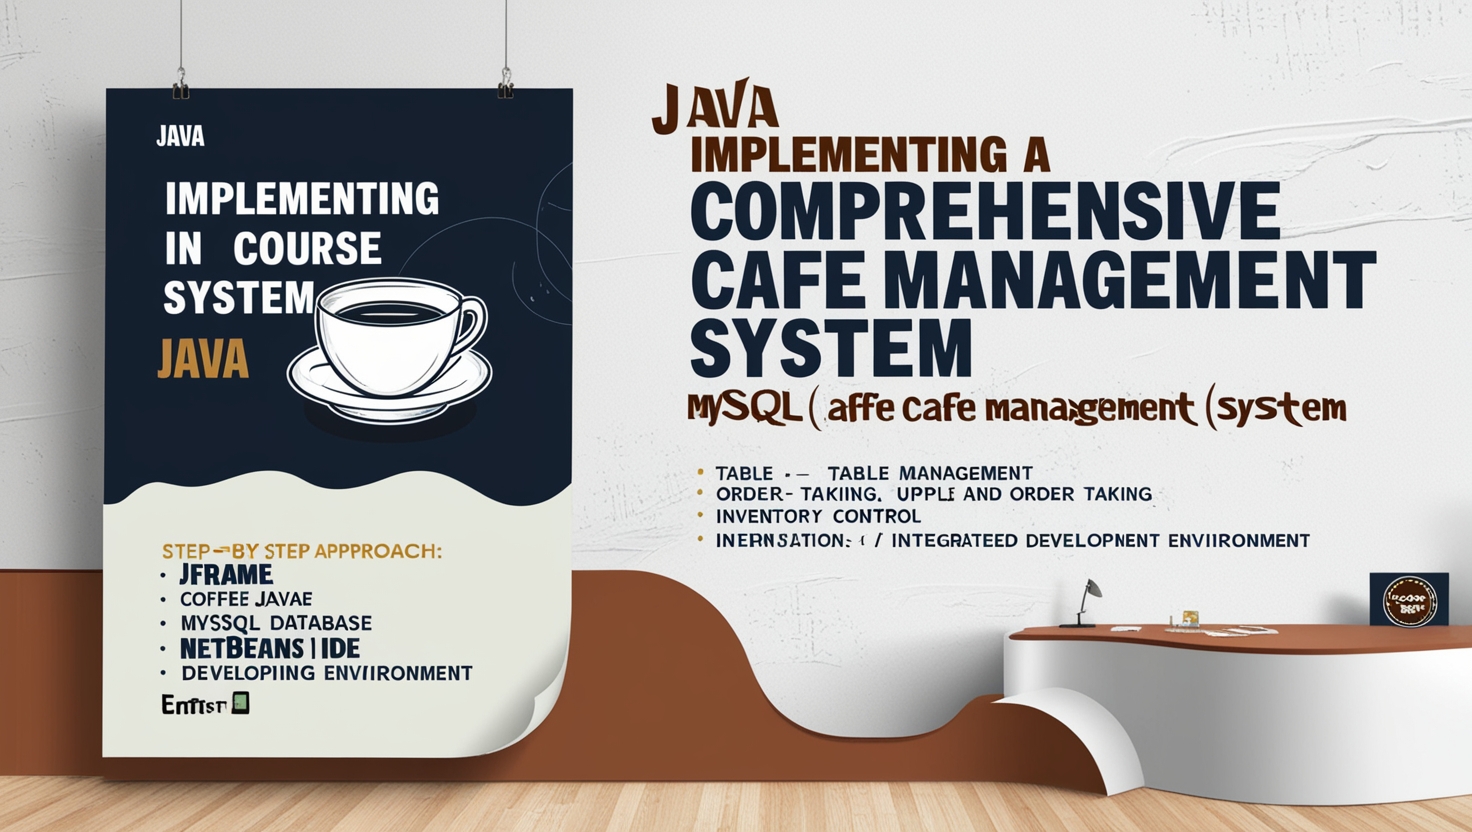 JAVA
IMPLEMENTING
IN COURSE
SYSTEM
JAVA
STEP–BY STEP APPPROACH:
• JFRAME
• COFFEE JAVAE
• MYSSQL DATABASE
• NETBEANS | IDE
• DEVELOPIING ENVIIRONMENT
JAVA
IMPLEMENTING A
COMPREHENSIVE
CAFE MANAGEMENT
SYSTEM
MySQL ( affe cafe management (system
• TABLE -– TABLE MANAGEMENT
• ORDER- TAKIING, UPPLE AND ORDER TAKING
• INVENTORY CONTROL
• INERNSATION: / INTEGRATEED DEVELOPNENT ENVIIRONMENT